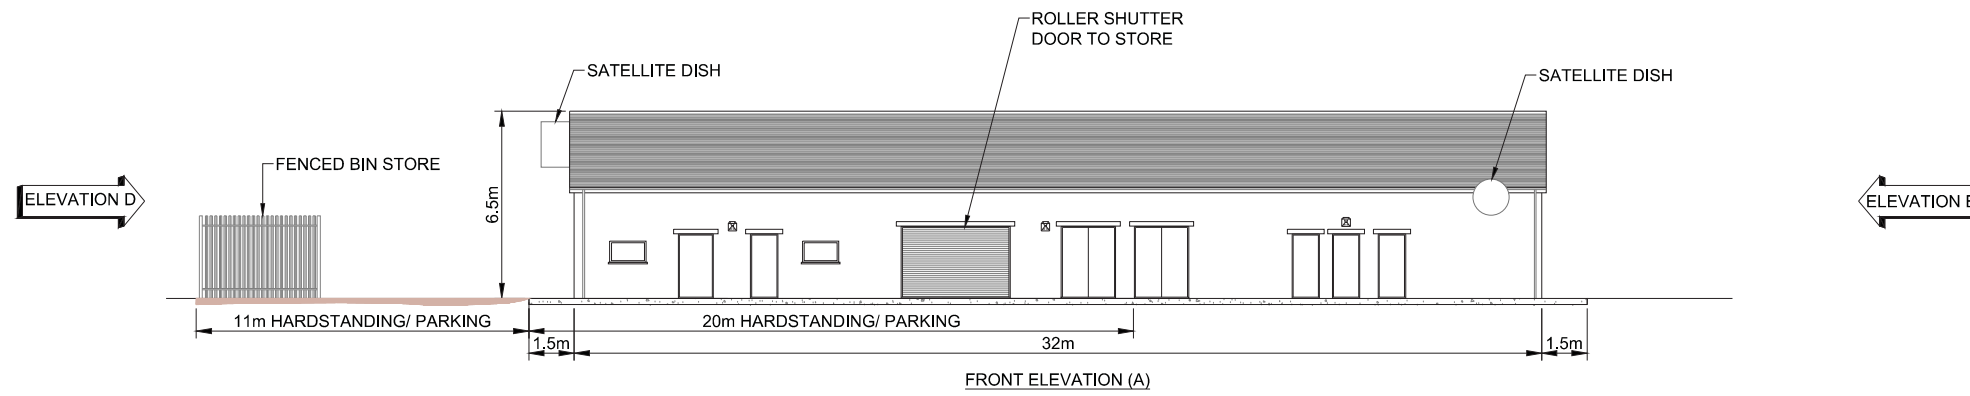 ROLLER SHUTTER
DOOR TO STORE
SATELLITE DISH
SATELLITE DISH
FENCED BIN STORE
6.5m
ELEVATION D
ELEVATION E
11m HARDSTANDING/ PARKING
20m HARDSTANDING/ PARKING
1.5m
32m
1.5m
FRONT ELEVATION (A)